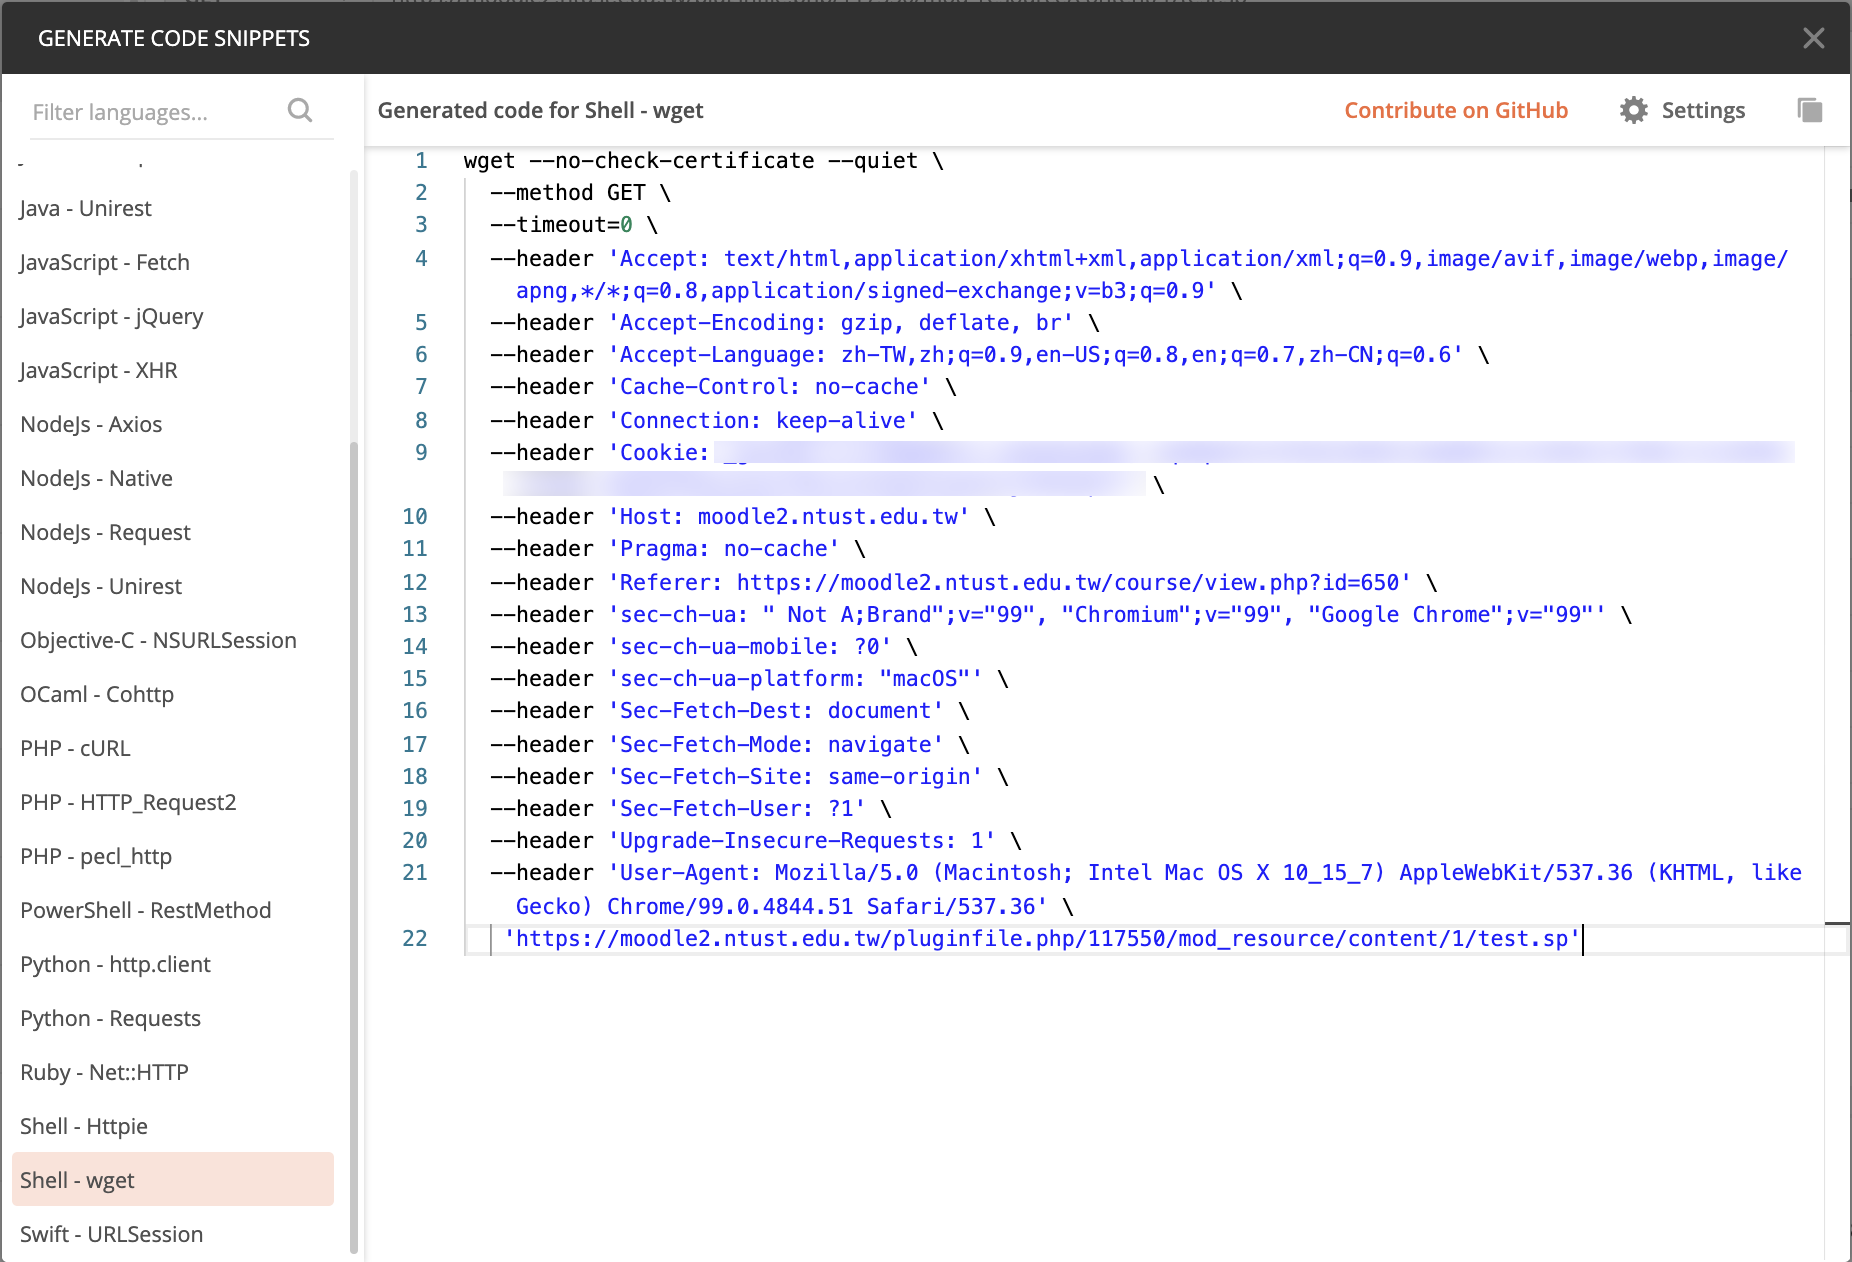 GENERATE CODE SNIPPETS
Filter languages...
Java - Unirest
JavaScript - Fetch
JavaScript - jQuery
JavaScript - XHR
NodeJs - Axios
NodeJs - Native
NodeJs - Request
NodeJs - Unirest
Objective-C - NSURLSession
OCaml - Cohttp
PHP - cURL
PHP - HTTP_Request2
PHP - pecl_http
PowerShell - RestMethod
Python - http.client
Python - Requests
Ruby - Net::HTTP
Shell - Httpie
Shell - wget
Swift - URLSession
Generated code for Shell - wget
Contribute on GitHub
Settings
1 wget --no-check-certificate --quiet \
2 --method GET \
3 --timeout=0 \
4 --header 'Accept: text/html,application/xhtml+xml,application/xml;q=0.9,image/avif,image/webp,image/
apng,*/*;q=0.8,application/signed-exchange;v=b3;q=0.9' \
5 --header 'Accept-Encoding: gzip, deflate, br' \
6 --header 'Accept-Language: zh-TW,zh;q=0.9,en-US;q=0.8,en;q=0.7,zh-CN;q=0.6' \
7 --header 'Cache-Control: no-cache' \
8 --header 'Connection: keep-alive' \
9 --header 'Cookie:
\
10 --header 'Host: moodle2.ntust.edu.tw' \
11 --header 'Pragma: no-cache' \
12 --header 'Referer: https://moodle2.ntust.edu.tw/course/view.php?id=650' \
13 --header 'sec-ch-ua: " Not A;Brand";v="99", "Chromium";v="99", "Google Chrome";v="99"' \
14 --header 'sec-ch-ua-mobile: ?0' \
15 --header 'sec-ch-ua-platform: "macOS"' \
16 --header 'Sec-Fetch-Dest: document' \
17 --header 'Sec-Fetch-Mode: navigate' \
18 --header 'Sec-Fetch-Site: same-origin' \
19 --header 'Sec-Fetch-User: ?1' \
20 --header 'Upgrade-Insecure-Requests: 1' \
21 --header 'User-Agent: Mozilla/5.0 (Macintosh; Intel Mac OS X 10_15_7) AppleWebKit/537.36 (KHTML, like
Gecko) Chrome/99.0.4844.51 Safari/537.36' \
22 'https://moodle2.ntust.edu.tw/pluginfile.php/117550/mod_resource/content/1/test.sp'